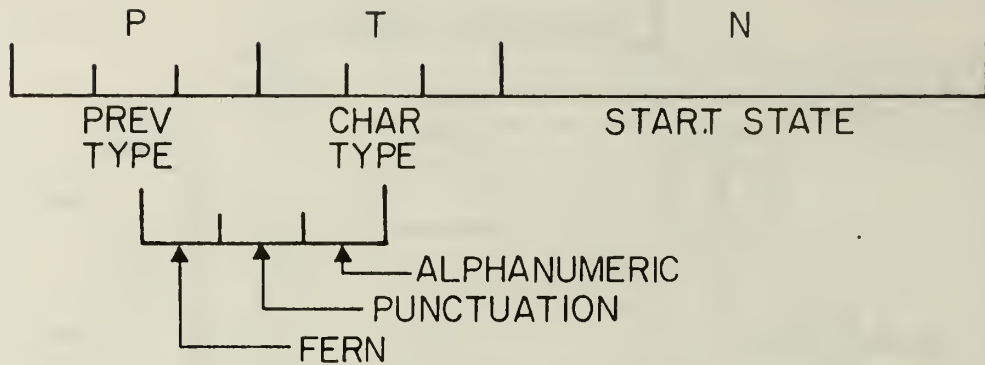 P T N
PREV CHAR START STATE
TYPE TYPE
ALPHANUMERIC
PUNCTUATION
FERN